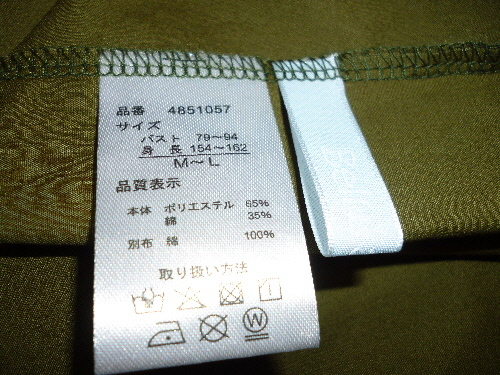 品番 4851057
サイズ
バスト 79〜94
身 長 154〜162
M〜L
品質表示
本体 ポリエステル 65%
綿 35%
別布 綿 100%
取り扱い方法
W